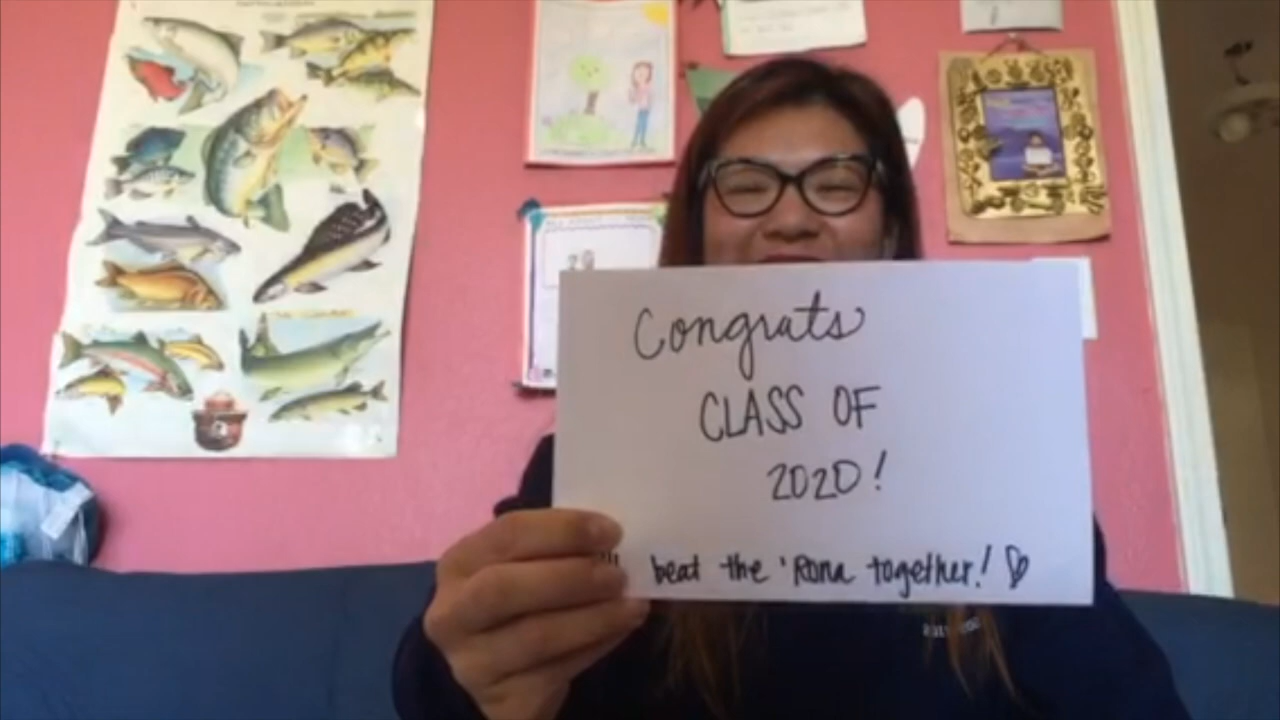 Congrats
CLASS OF
2020!
beat the 'Rona together! ♡